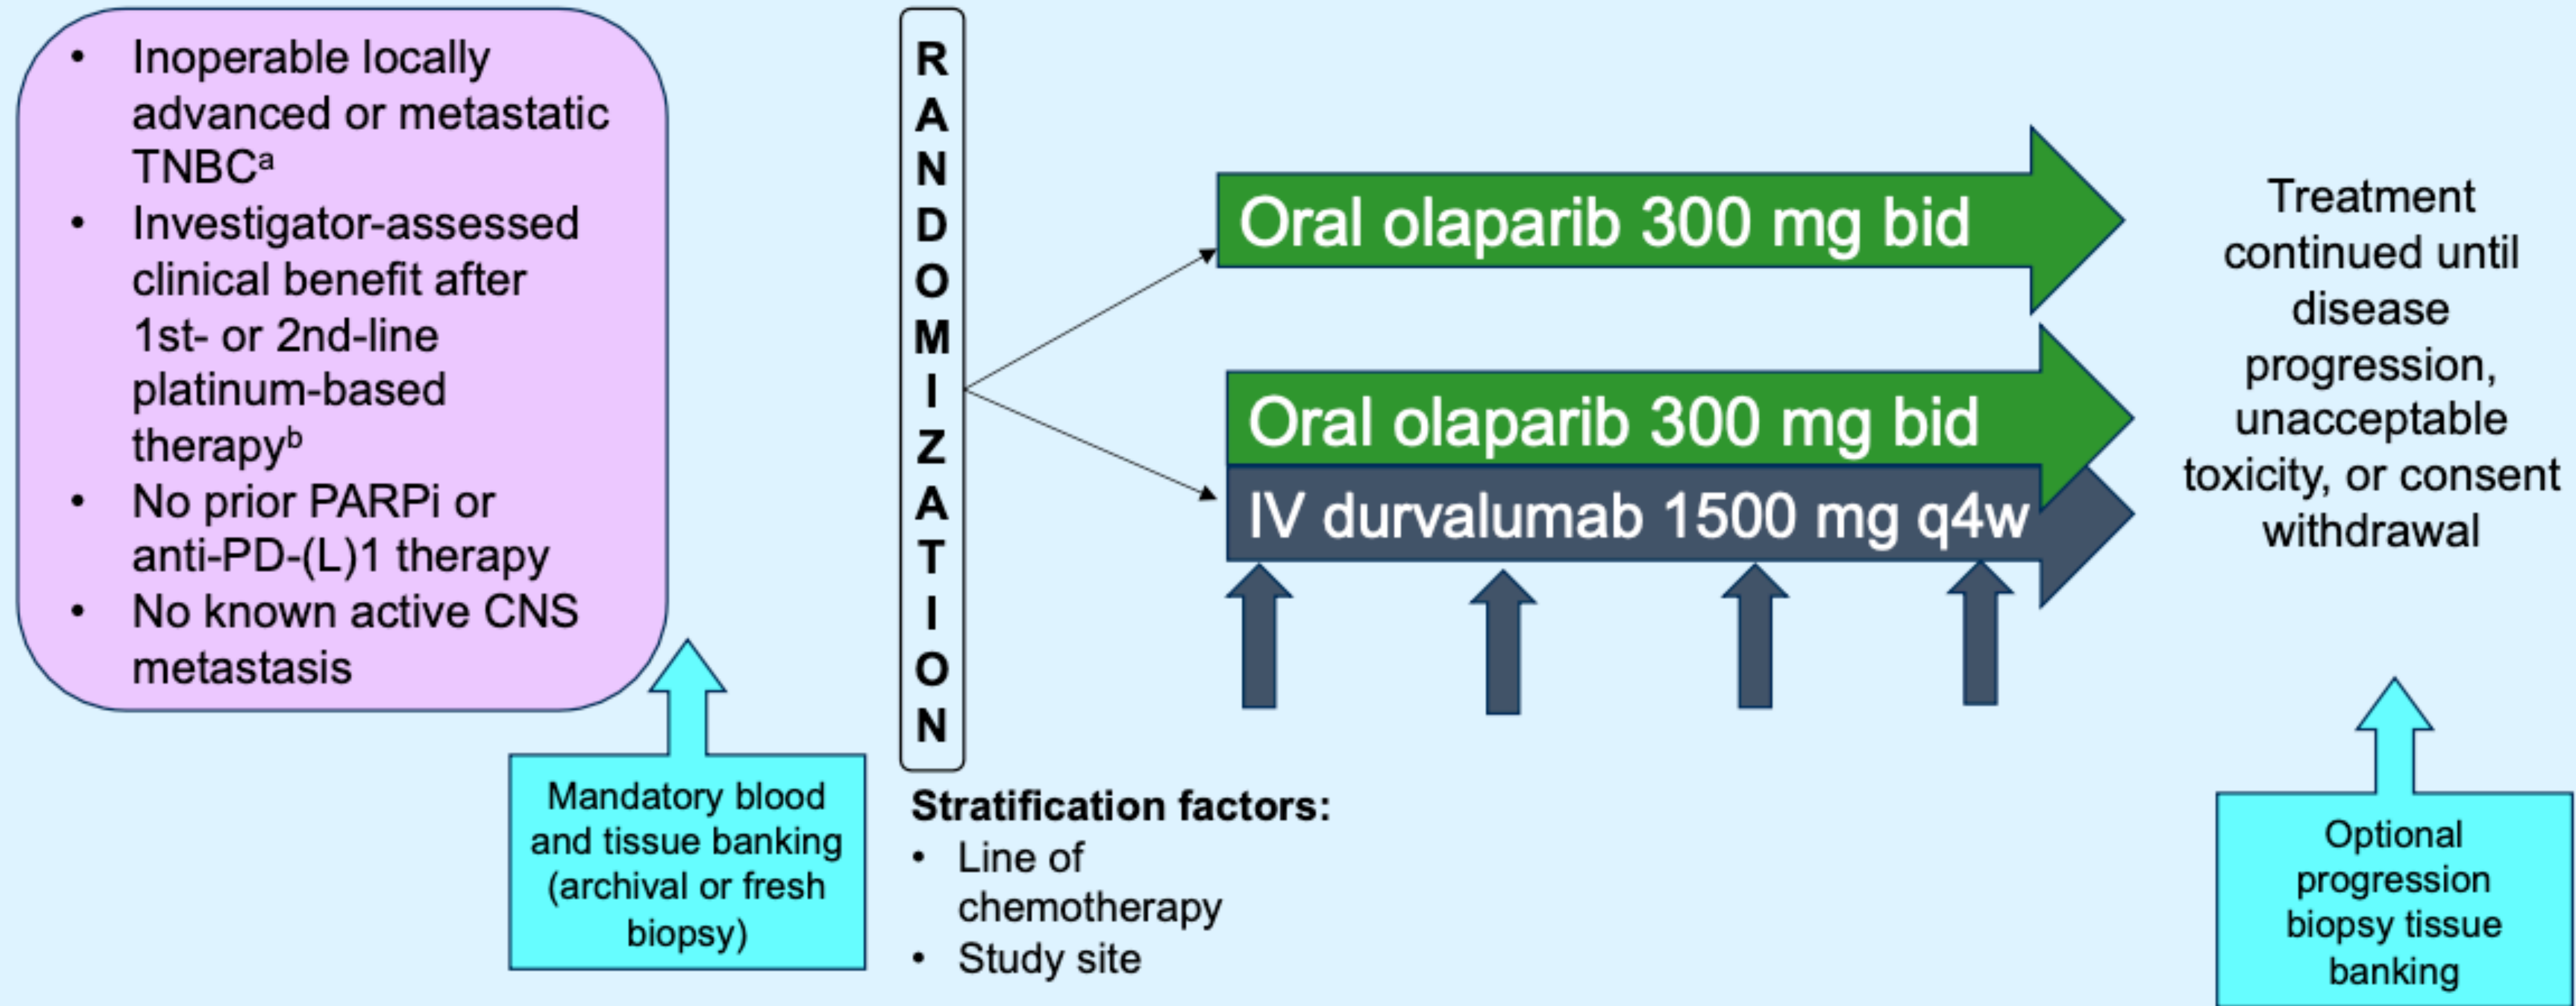 • Inoperable locally
advanced or metastatic
TNBCᵃ
• Investigator-assessed
clinical benefit after
1st- or 2nd-line
platinum-based
therapyᵇ
• No prior PARPi or
anti-PD-(L)1 therapy
• No known active CNS
metastasis
Mandatory blood
and tissue banking
(archival or fresh
biopsy)
RANDOMIZATION
Stratification factors:
• Line of
chemotherapy
• Study site
Oral olaparib 300 mg bid
Oral olaparib 300 mg bid
IV durvalumab 1500 mg q4w
Treatment
continued until
disease
progression,
unacceptable
toxicity, or consent
withdrawal
Optional
progression
biopsy tissue
banking